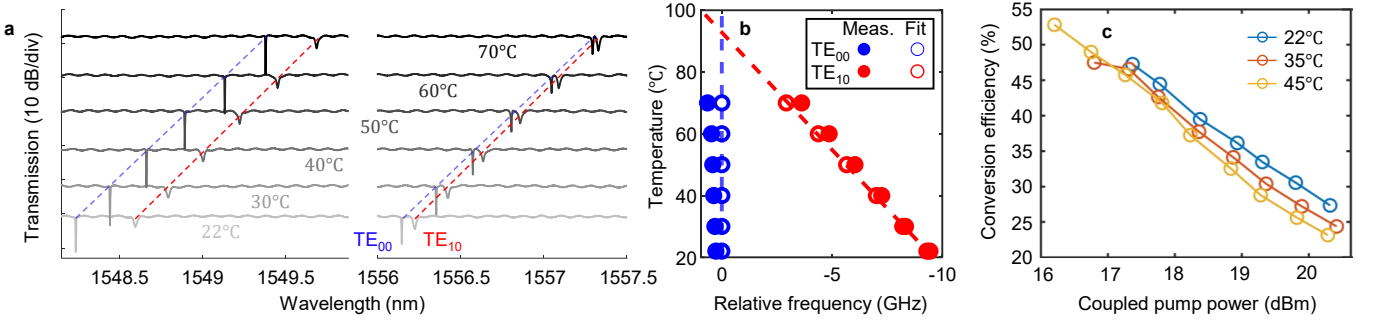 a
Transmission (10 dB/div)
70°C
60°C
50°C
40°C
30°C
22°C
TE00 TE10
1548.5 1549 1549.5 1556 1556.5 1557 1557.5
Wavelength (nm)
b
Meas. Fit
TE00
TE10
Temperature (°C)
100
80
60
40
20
0 -5 -10
Relative frequency (GHz)
c
22℃
35℃
45℃
Conversion efficiency (%)
55
50
45
40
35
30
25
20
16 17 18 19 20
Coupled pump power (dBm)